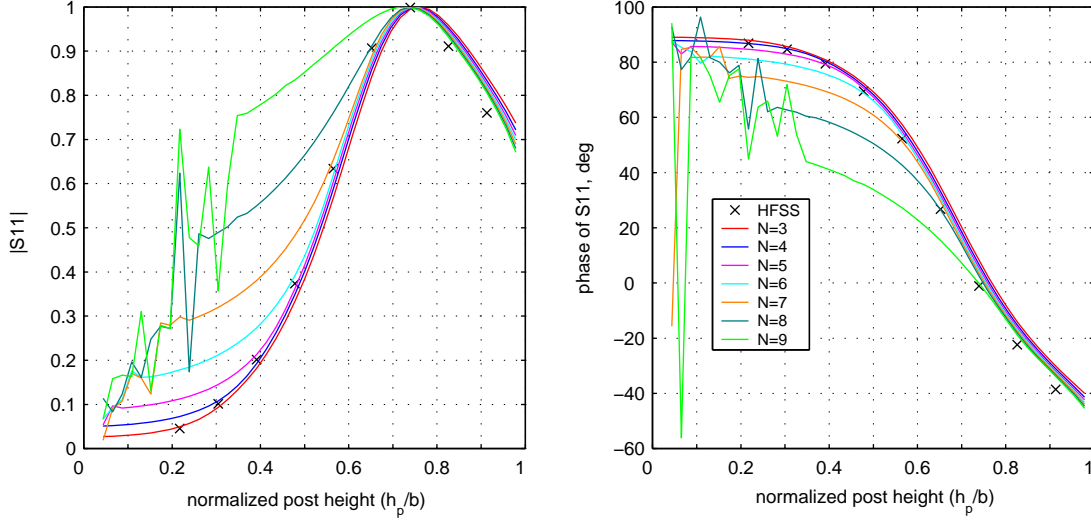 1
0.9
0.8
0.7
0.6
0.5
0.4
0.3
0.2
0.1
0
|S11|
0 0.2 0.4 0.6 0.8 1
normalized post height (h_p/b)
100
80
60
40
20
0
−20
−40
−60
phase of S11, deg
HFSS
N=3
N=4
N=5
N=6
N=7
N=8
N=9
0 0.2 0.4 0.6 0.8 1
normalized post height (h_p/b)